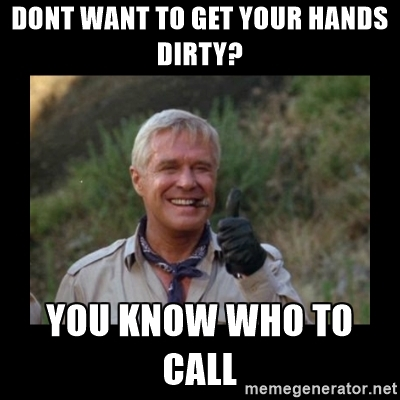 DONT WANT TO GET YOUR HANDS
DIRTY?
YOU KNOW WHO TO
CALL
memegenerator.net